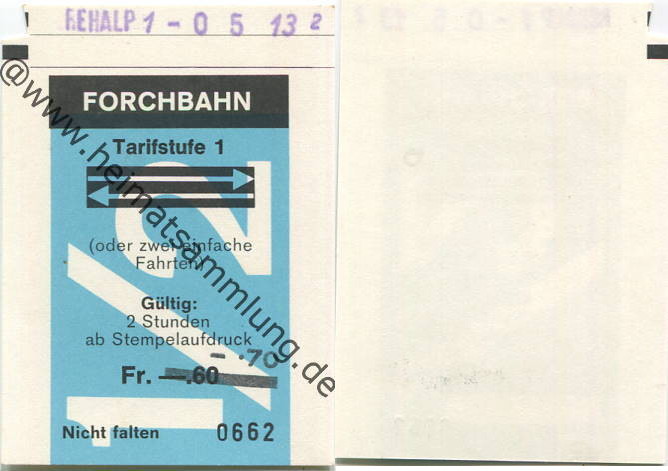 REHALP 1 - 0 5 13 2
FORCHBAHN
Tarifstufe 1
1/2
(oder zwei einfache
Fahrten)
Gültig:
2 Stunden
ab Stempelaufdruck
- .70
Fr. —.60
Nicht falten 0662
@www.heimatsammlung.de